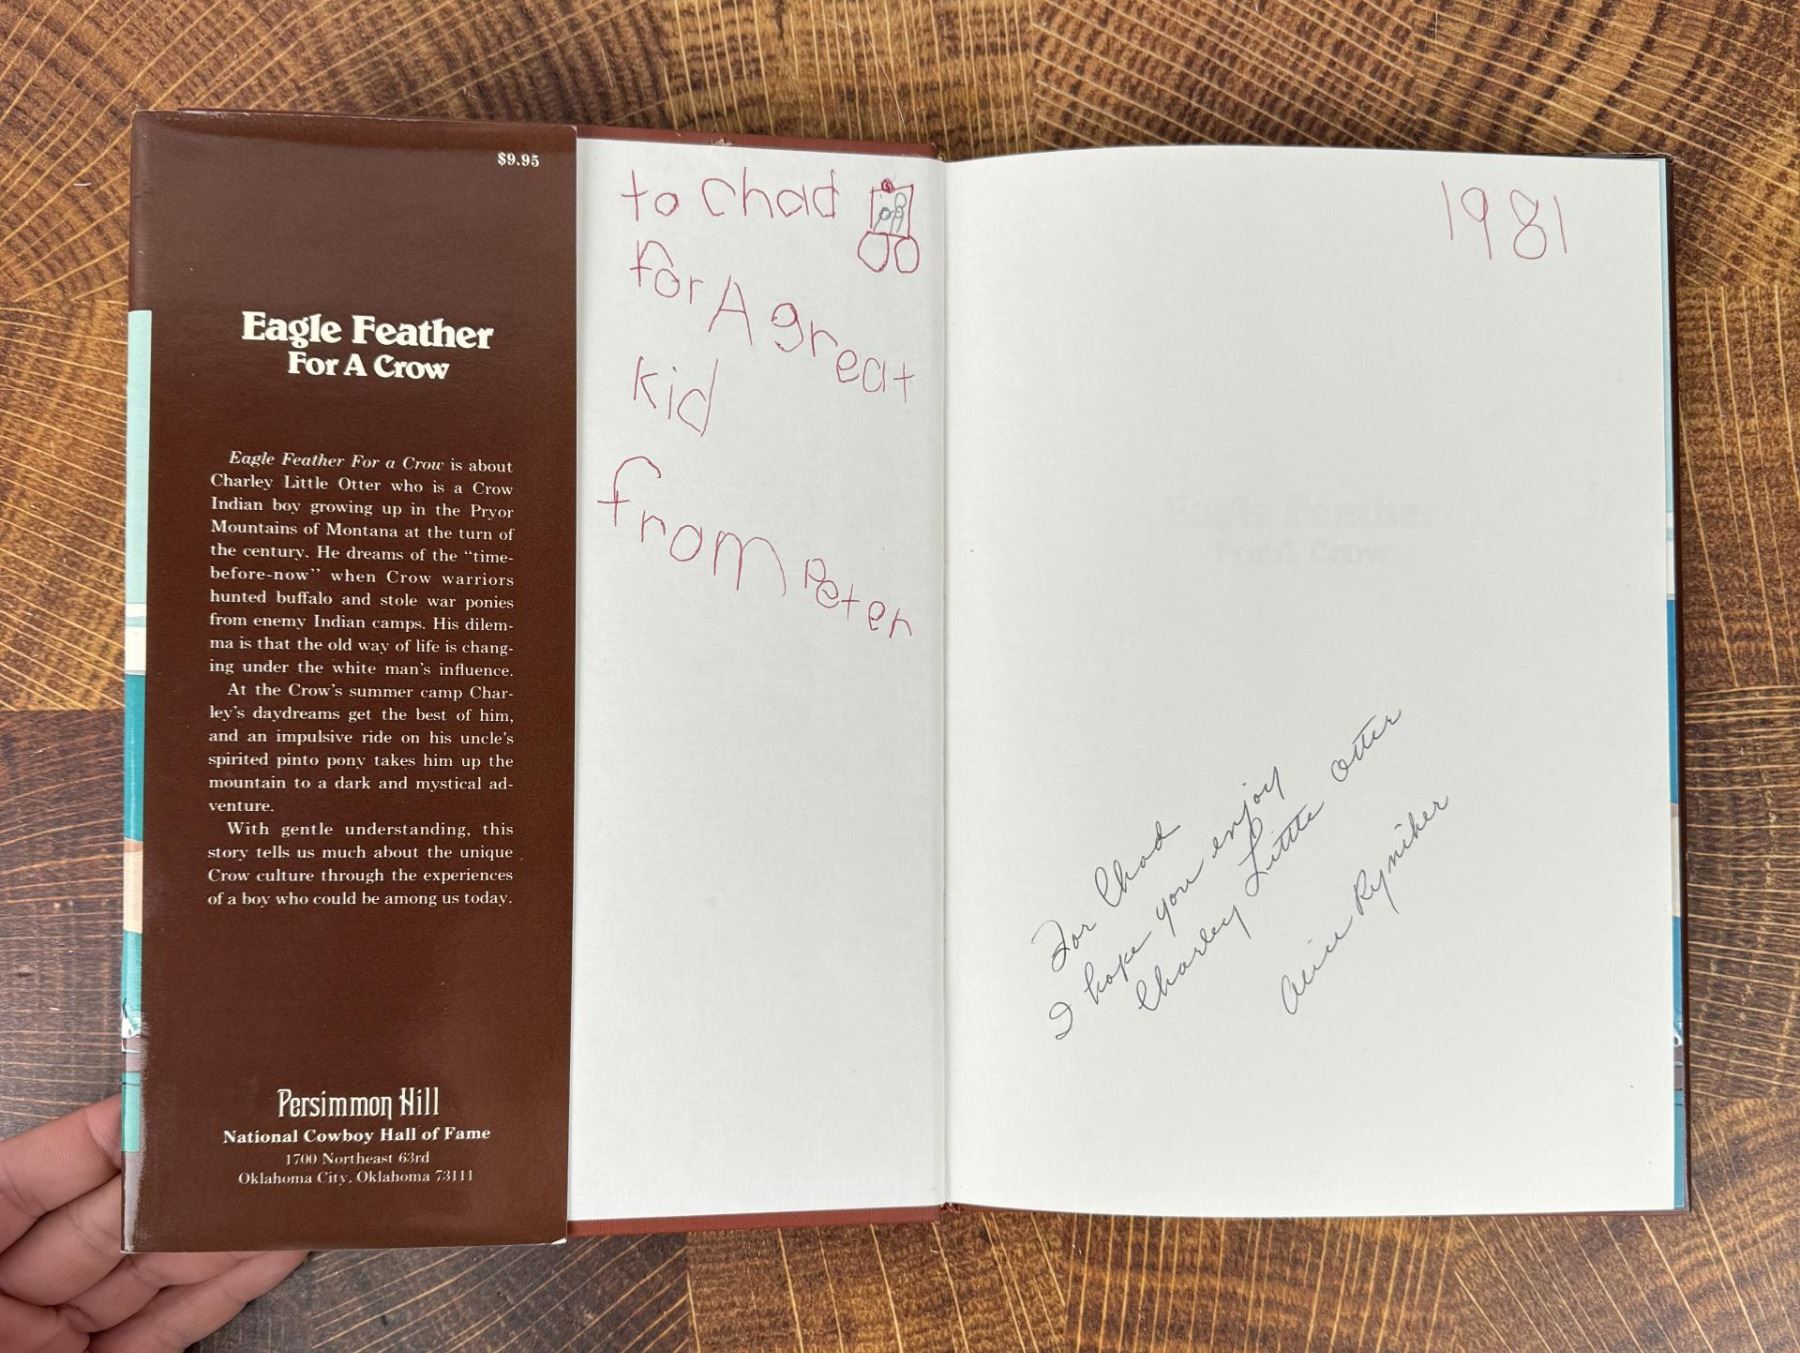 $9.95
Eagle Feather
For A Crow
Eagle Feather For a Crow is about
Charley Little Otter who is a Crow
Indian boy growing up in the Pryor
Mountains of Montana at the turn of
the century. He dreams of the “time-
before-now” when Crow warriors
hunted buffalo and stole war ponies
from enemy Indian camps. His dilem-
ma is that the old way of life is chang-
ing under the white man’s influence.
At the Crow’s summer camp Char-
ley’s daydreams get the best of him,
and an impulsive ride on his uncle’s
spirited pinto pony takes him up the
mountain to a dark and mystical ad-
venture.
With gentle understanding, this
story tells us much about the unique
Crow culture through the experiences
of a boy who could be among us today.
Persimmon Hill
National Cowboy Hall of Fame
1700 Northeast 63rd
Oklahoma City, Oklahoma 73111
to Chad
for A great
kid
from Peter
1981
Eagle Feather
For A Crow
For Chad
I hope you enjoy
Charley Little Otter
Alice Ryniker